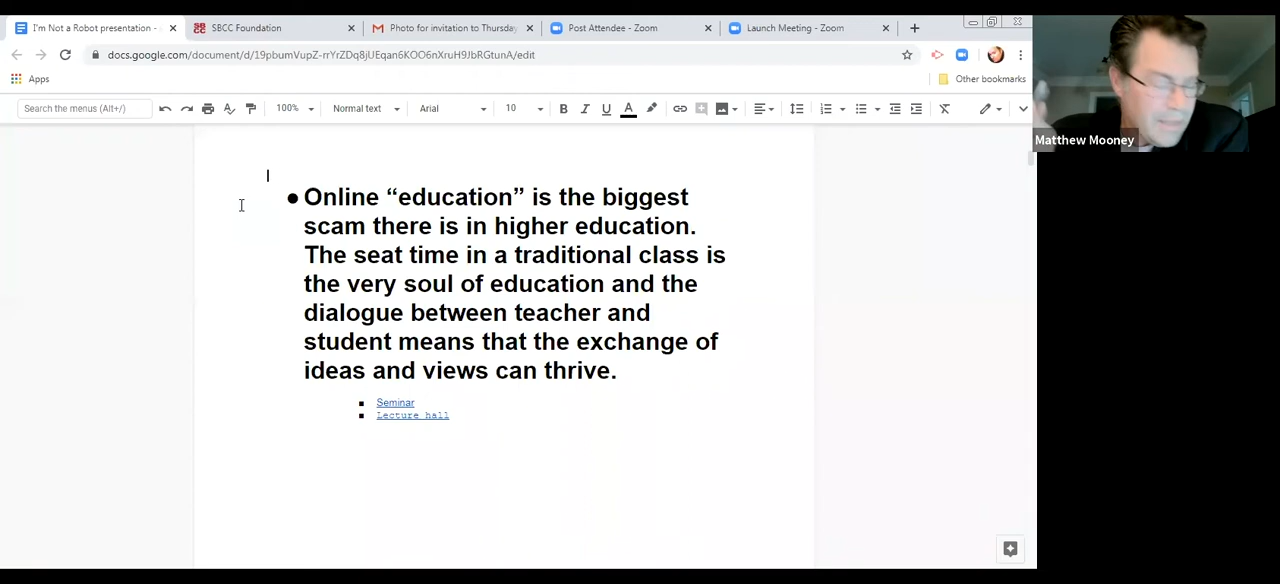 I'm Not a Robot presentation -
SBCC Foundation
Photo for invitation to Thursday
Post Attendee - Zoom
Launch Meeting - Zoom
docs.google.com/document/d/19pbumVupZ-rrYrZDq8jUEqan6KOO6nXruH9JbRGtunA/edit
Apps
Other bookmarks
Search the menus (Alt+/)
100%
Normal text
Arial
10
B I U A
Matthew Mooney
● Online “education” is the biggest
scam there is in higher education.
The seat time in a traditional class is
the very soul of education and the
dialogue between teacher and
student means that the exchange of
ideas and views can thrive.
■ Seminar
■ Lecture hall